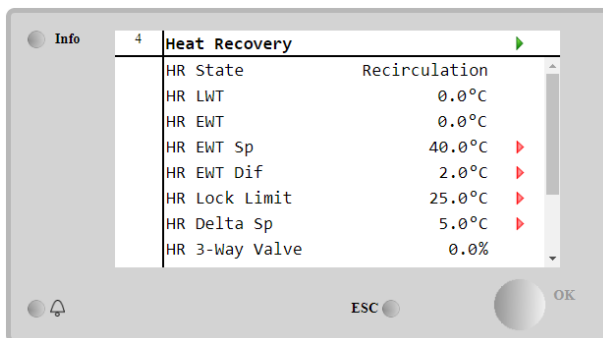 Info
4 Heat Recovery
HR State Recirculation
HR LWT 0.0°C
HR EWT 0.0°C
HR EWT Sp 40.0°C
HR EWT Dif 2.0°C
HR Lock Limit 25.0°C
HR Delta Sp 5.0°C
HR 3-Way Valve 0.0%
ESC
OK